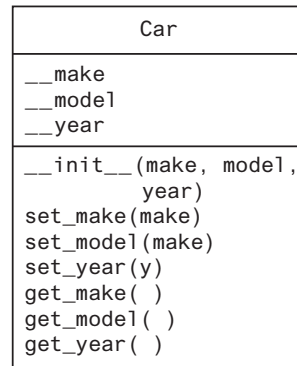 Car
__make
__model
__year
__init__(make, model,
year)
set_make(make)
set_model(make)
set_year(y)
get_make( )
get_model( )
get_year( )